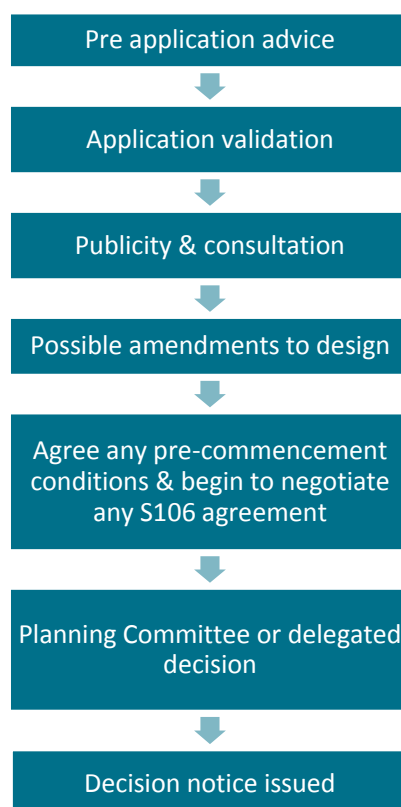 Pre application advice
Application validation
Publicity & consultation
Possible amendments to design
Agree any pre-commencement
conditions & begin to negotiate
any S106 agreement
Planning Committee or delegated
decision
Decision notice issued